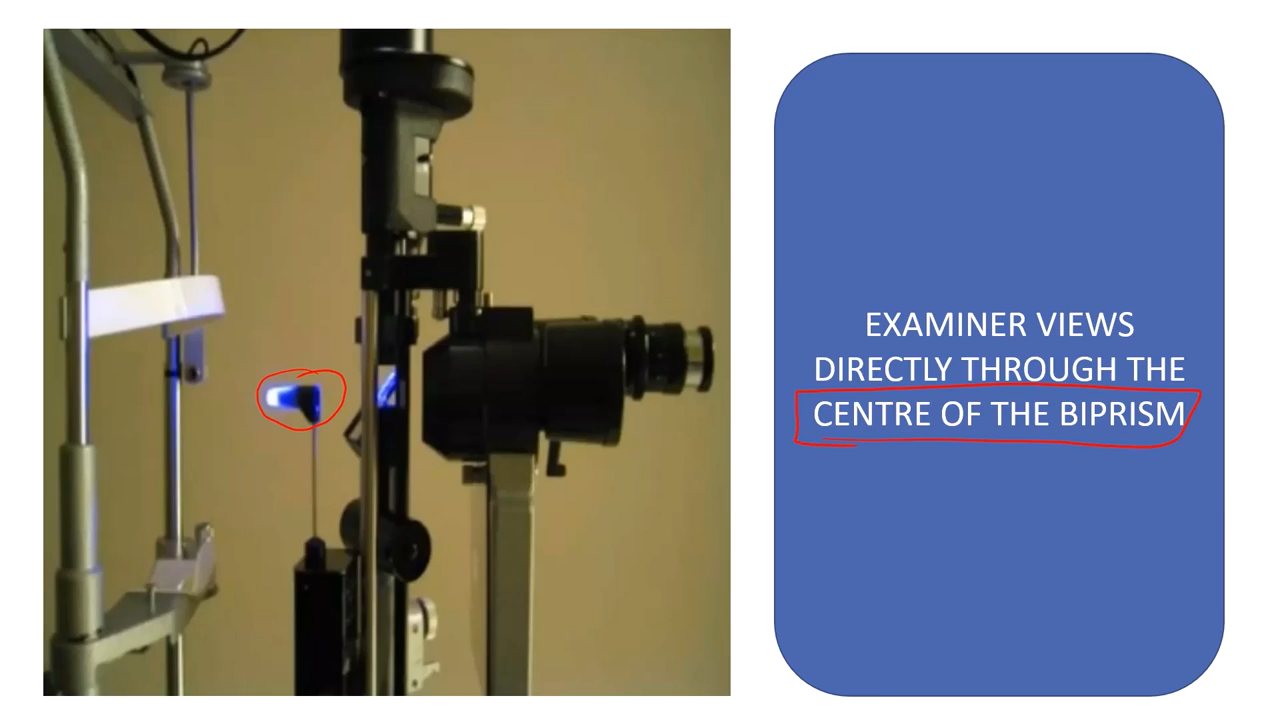 EXAMINER VIEWS
DIRECTLY THROUGH THE
CENTRE OF THE BIPRISM